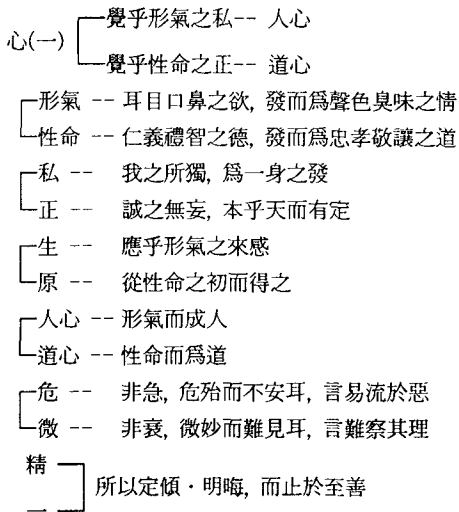 覺乎形氣之私-- 人心
心(一)
覺乎性命之正-- 道心
形氣 -- 耳目口鼻之欲, 發而爲聲色臭味之情
性命 -- 仁義禮智之德, 發而爲忠孝敬讓之道
私 -- 我之所獨, 爲一身之發
正 -- 誠之無妄, 本乎天而有定
生 -- 應乎形氣之來感
原 -- 從性命之初而得之
人心 -- 形氣而成人
道心 -- 性命而爲道
危 -- 非急, 危殆而不安耳, 言易流於惡
微 -- 非衰, 微妙而難見耳, 言難察其理
精
所以定傾·明晦, 而止於至善
一